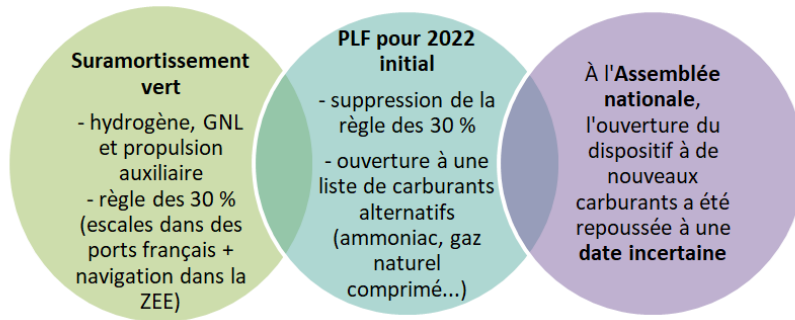 Suramortissement
vert
- hydrogène, GNL
et propulsion
auxiliaire
- règle des 30 %
(escales dans des
ports français +
navigation dans la
ZEE)
PLF pour 2022
initial
- suppression de la
règle des 30 %
- ouverture à une
liste de carburants
alternatifs
(ammoniac, gaz
naturel
comprimé...)
À l'Assemblée
nationale,
l'ouverture du
dispositif à de
nouveaux
carburants a été
repoussée à une
date incertaine